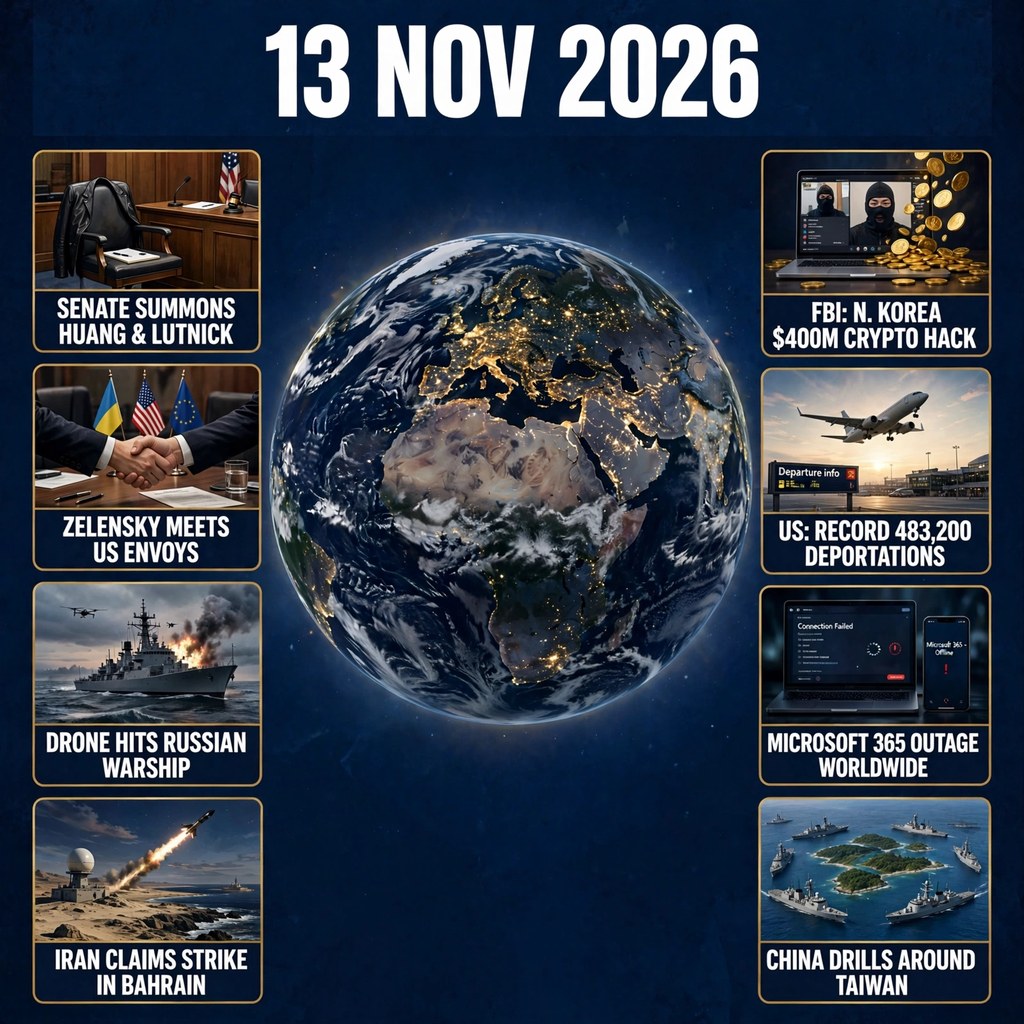 13 NOV 2026
SENATE SUMMONS
HUANG & LUTNICK
ZELENSKY MEETS
US ENVOYS
DRONE HITS RUSSIAN
WARSHIP
IRAN CLAIMS STRIKE
IN BAHRAIN
FBI: N. KOREA
$400M CRYPTO HACK
Departure info
US: RECORD 483,200
DEPORTATIONS
Connection Failed
Microsoft 365 -
Offline
MICROSOFT 365 OUTAGE
WORLDWIDE
CHINA DRILLS AROUND
TAIWAN